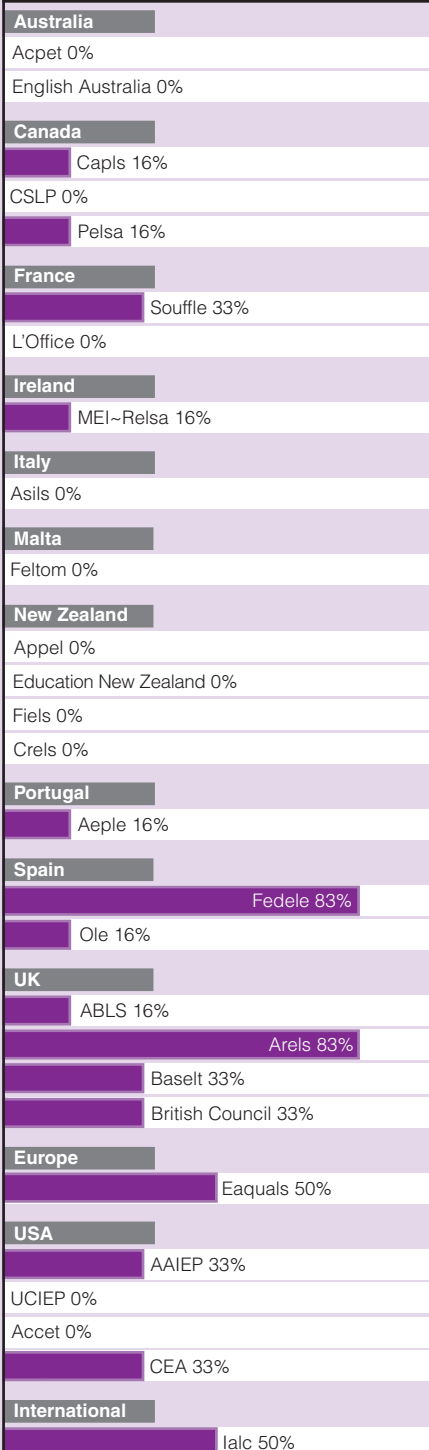 Australia
Acpet 0%
English Australia 0%
Canada
Capls 16%
CSLP 0%
Pelsa 16%
France
Souffle 33%
L’Office 0%
Ireland
MEI~Relsa 16%
Italy
Asils 0%
Malta
Feltom 0%
New Zealand
Appel 0%
Education New Zealand 0%
Fiels 0%
Crels 0%
Portugal
Aeple 16%
Spain
Fedele 83%
Ole 16%
UK
ABLS 16%
Arels 83%
Baselt 33%
British Council 33%
Europe
Eaquals 50%
USA
AAIEP 33%
UCIEP 0%
Accet 0%
CEA 33%
International
Ialc 50%